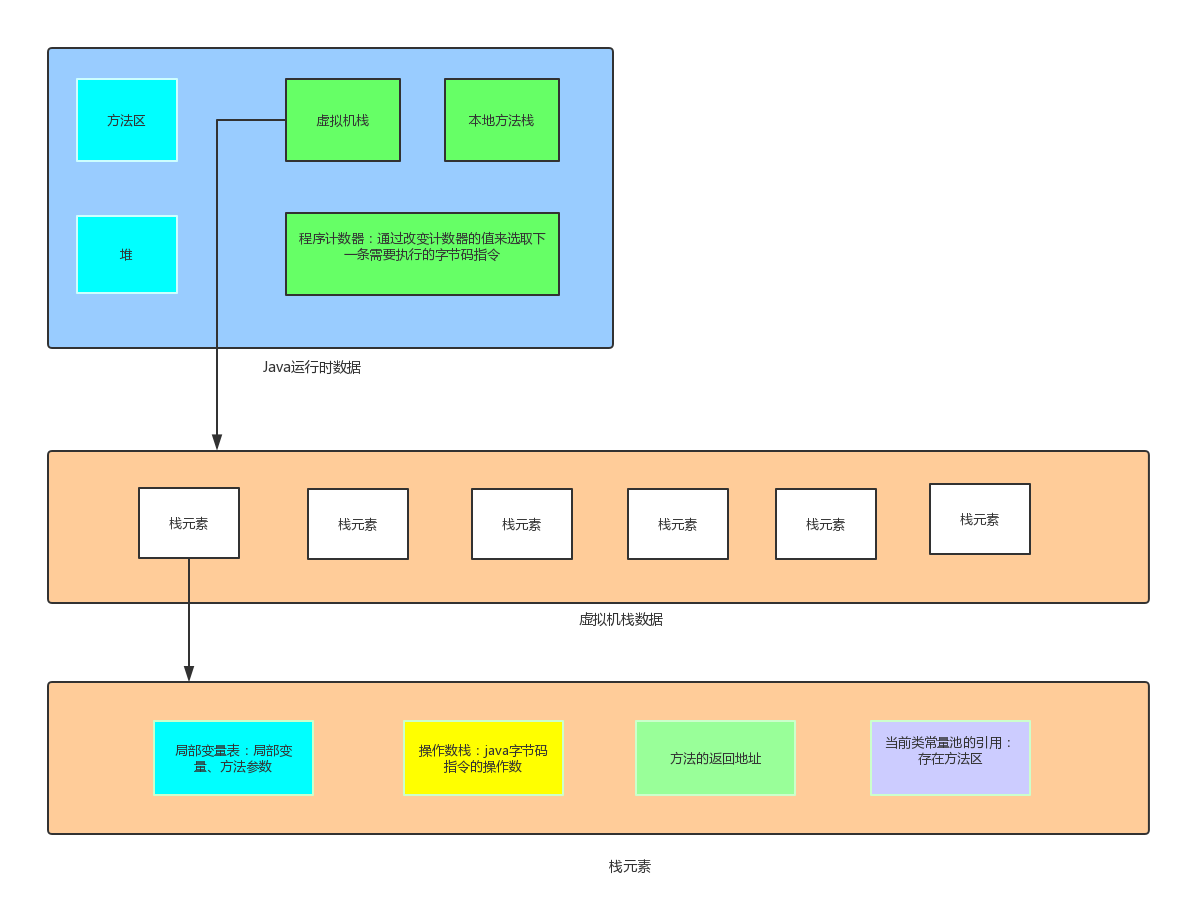 方法区
虚拟机栈
本地方法栈
堆
程序计数器：通过改变计数器的值来选取下
一条需要执行的字节码指令
Java运行时数据
栈元素
栈元素
栈元素
栈元素
栈元素
栈元素
虚拟机栈数据
局部变量表：局部变
量、方法参数
操作数栈：java字节码
指令的操作数
方法的返回地址
当前类常量池的引用：
存在方法区
栈元素